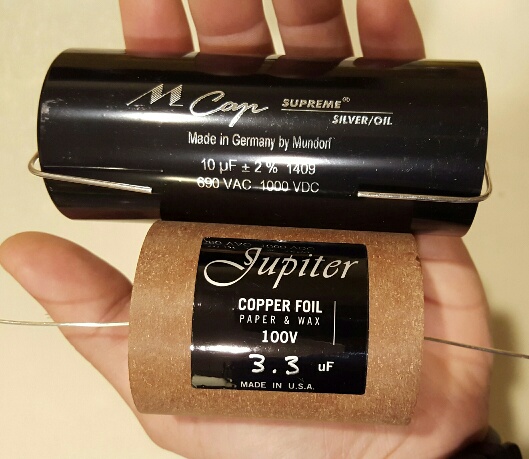 M Cap SUPREME®
SILVER/OIL
Made in Germany by Mundorf
10 µF ± 2 % 1409
690 VAC 1000 VDC
Jupiter
COPPER FOIL
PAPER & WAX
100V
3.3 uF
MADE IN U.S.A.